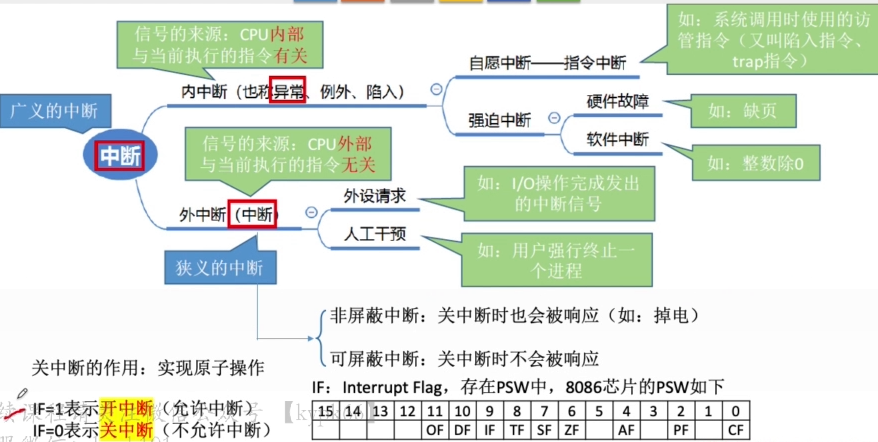 信号的来源：CPU内部
与当前执行的指令有关
如：系统调用时使用的访
管指令（又叫陷入指令、
trap指令）
自愿中断——指令中断
内中断（也称异常、例外、陷入）
广义的中断
硬件故障
如：缺页
强迫中断
中断
信号的来源：CPU外部
与当前执行的指令无关
软件中断
如：整数除0
外设请求
如：I/O操作完成发出
的中断信号
外中断（中断）
人工干预
如：用户强行终止一
个进程
狭义的中断
非屏蔽中断：关中断时也会被响应（如：掉电）
关中断的作用：实现原子操作
可屏蔽中断：关中断时不会被响应
IF：Interrupt Flag，存在PSW中，8086芯片的PSW如下
IF=1表示开中断（允许中断）
IF=0表示关中断（不允许中断）
15 14 13 12 11 10 9 8 7 6 5 4 3 2 1 0
OF DF IF TF SF ZF AF PF CF